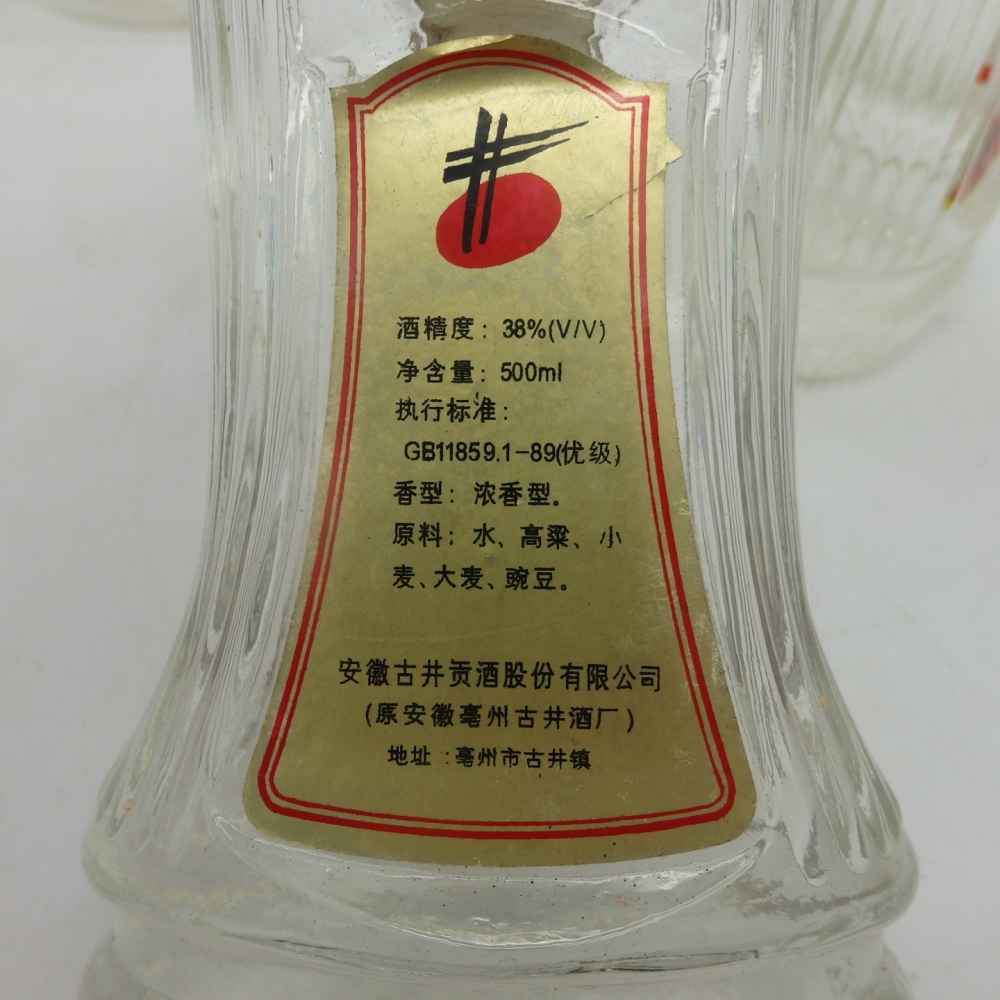 酒精度：38%(V/V)
净含量：500ml
执行标准：
GB11859.1-89(优级)
香型：浓香型。
原料：水、高粱、小
麦、大麦、豌豆。
安徽古井贡酒股份有限公司
(原安徽亳州古井酒厂)
地址：亳州市古井镇